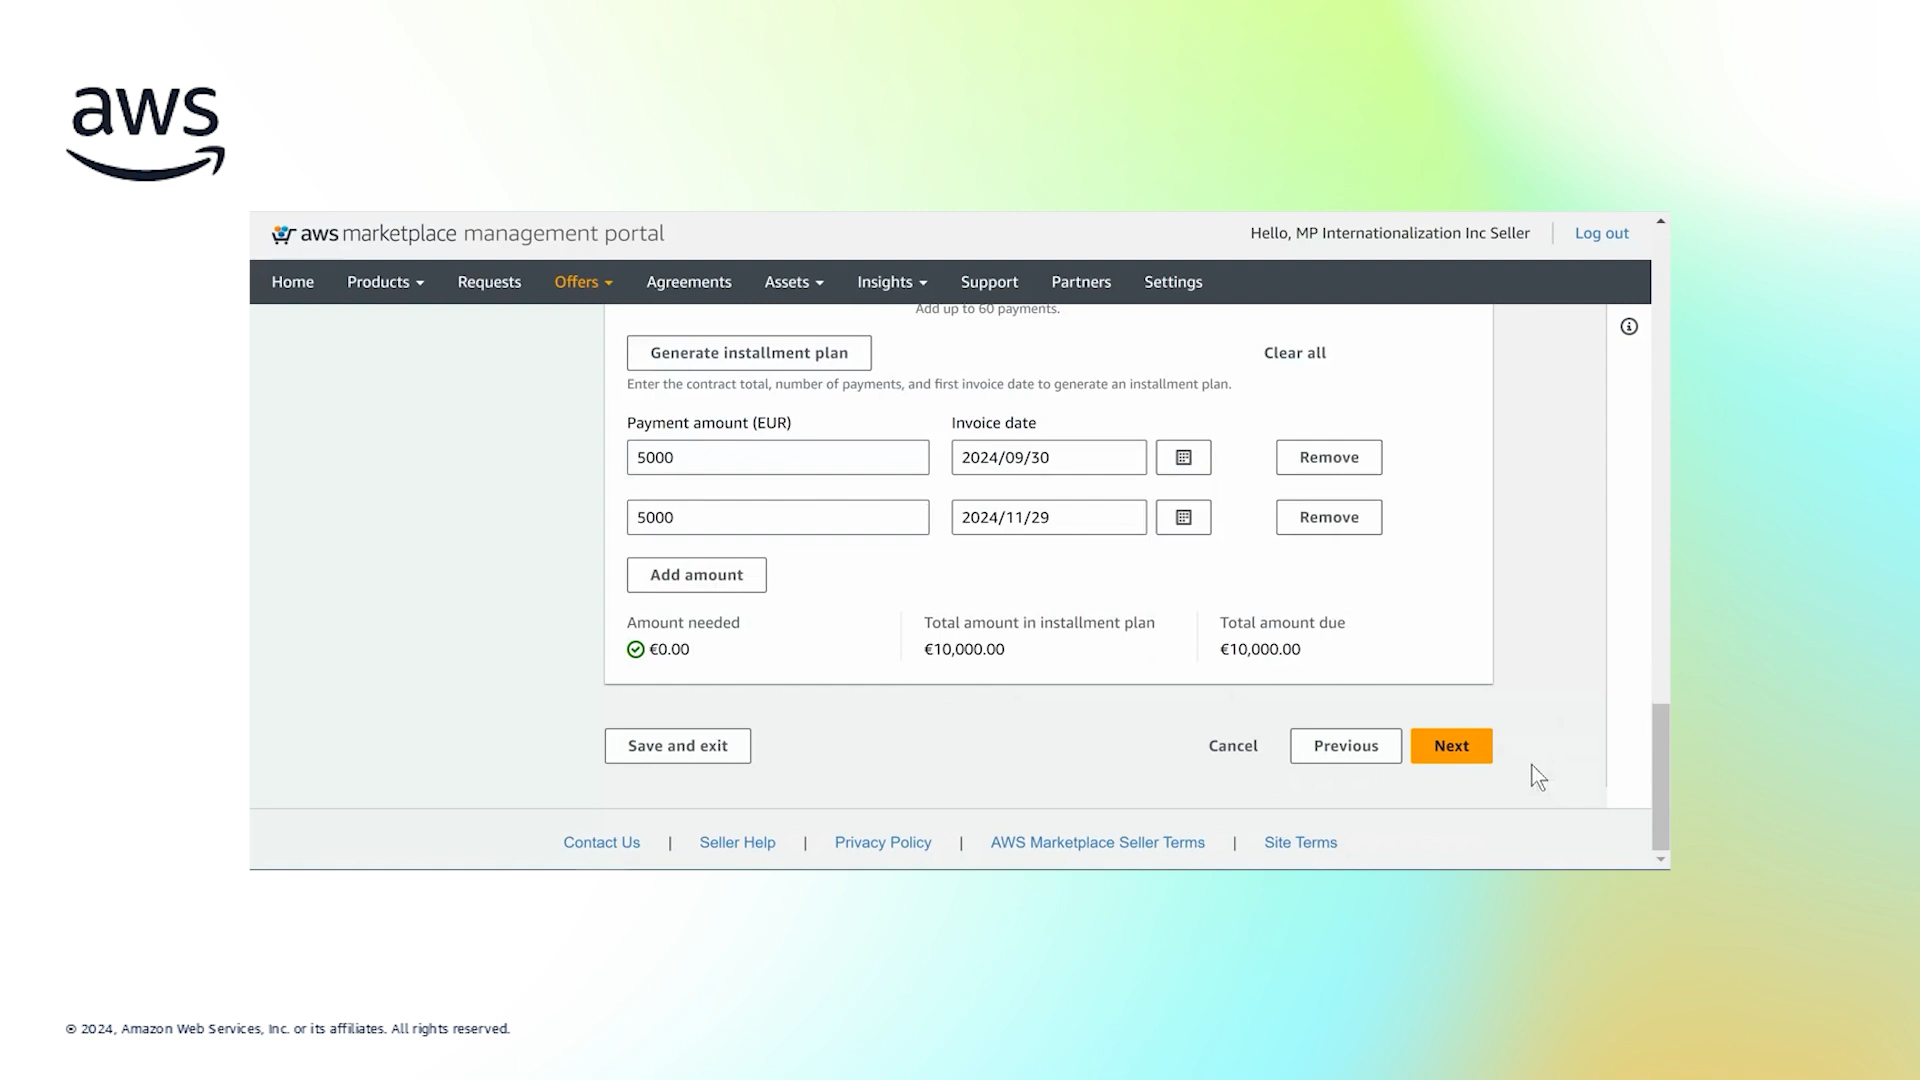 aws
aws marketplace management portal
Hello, MP Internationalization Inc Seller
Log out
Home Products Requests Offers Agreements Assets Insights Support Partners Settings
Add up to 60 payments.
Generate installment plan
Clear all
Enter the contract total, number of payments, and first invoice date to generate an installment plan.
Payment amount (EUR) Invoice date
5000 2024/09/30 Remove
5000 2024/11/29 Remove
Add amount
Amount needed Total amount in installment plan Total amount due
€0.00 €10,000.00 €10,000.00
Save and exit Cancel Previous Next
Contact Us | Seller Help | Privacy Policy | AWS Marketplace Seller Terms | Site Terms
© 2024, Amazon Web Services, Inc. or its affiliates. All rights reserved.